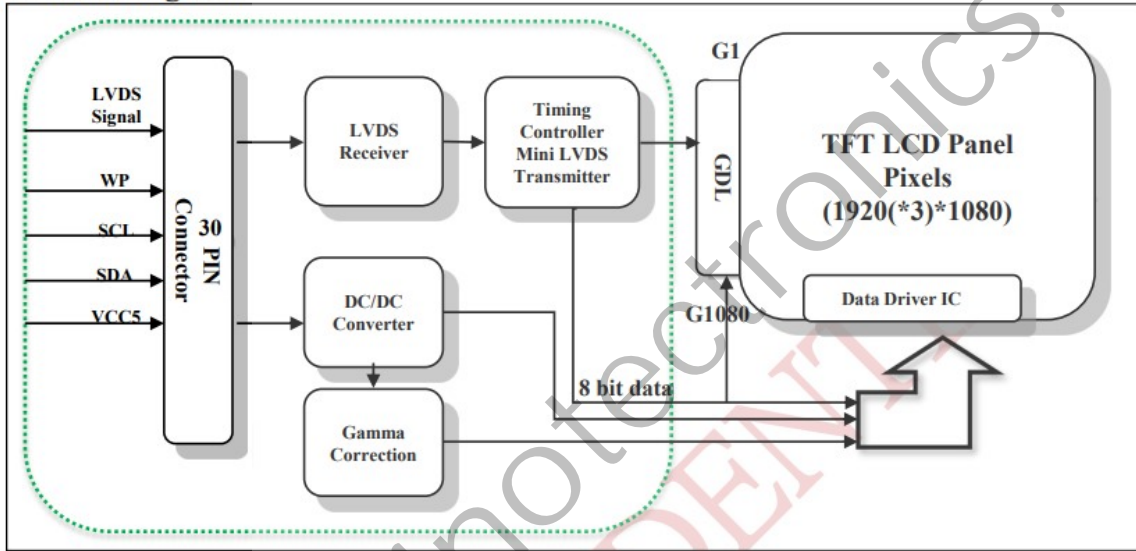 LVDS
Signal
WP
SCL
SDA
VCC5
30 PIN
Connector
LVDS
Receiver
Timing
Controller
Mini LVDS
Transmitter
DC/DC
Converter
Gamma
Correction
8 bit data
G1
GDL
G1080
TFT LCD Panel
Pixels
(1920(*3)*1080)
Data Driver IC